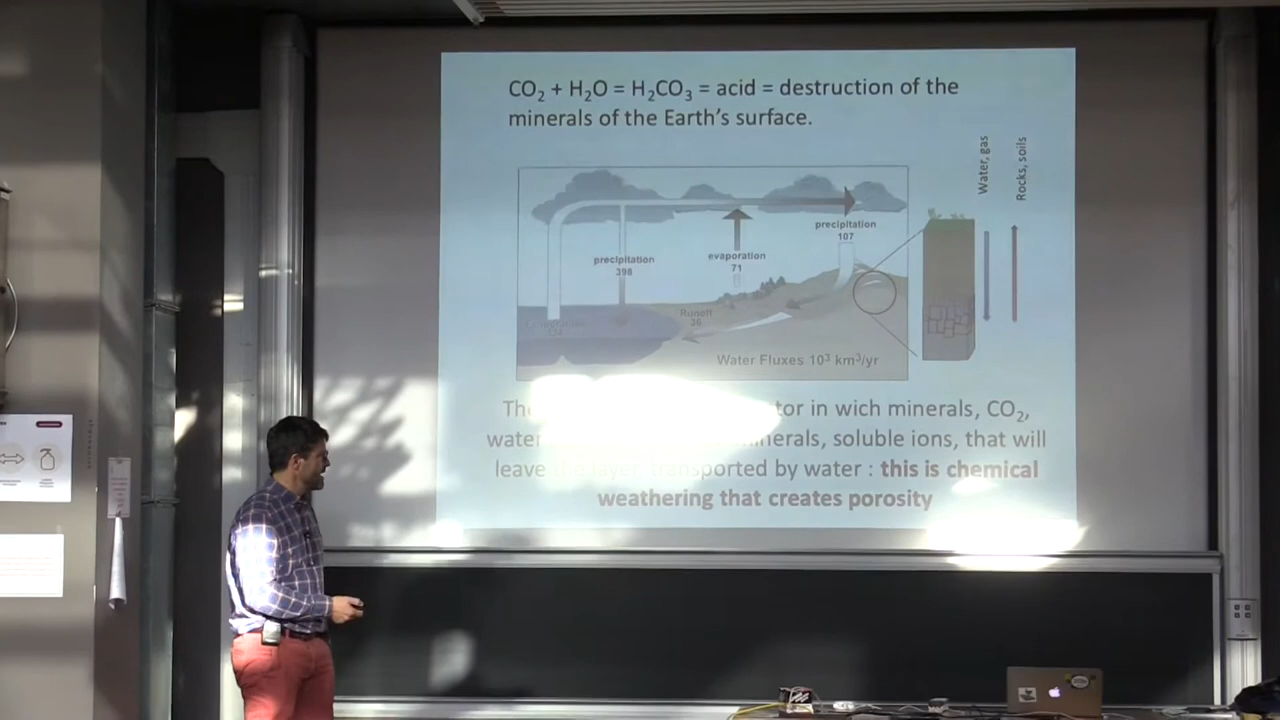 CO₂ + H₂O = H₂CO₃ = acid = destruction of the
minerals of the Earth's surface.
Water, gas
Rocks, soils
precipitation
107
precipitation
398
evaporation
71
Runoff
36
Water Fluxes 10³ km³/yr
in wich minerals, CO₂,
water minerals, soluble ions, that will
leave the layer transported by water : this is chemical
weathering that creates porosity